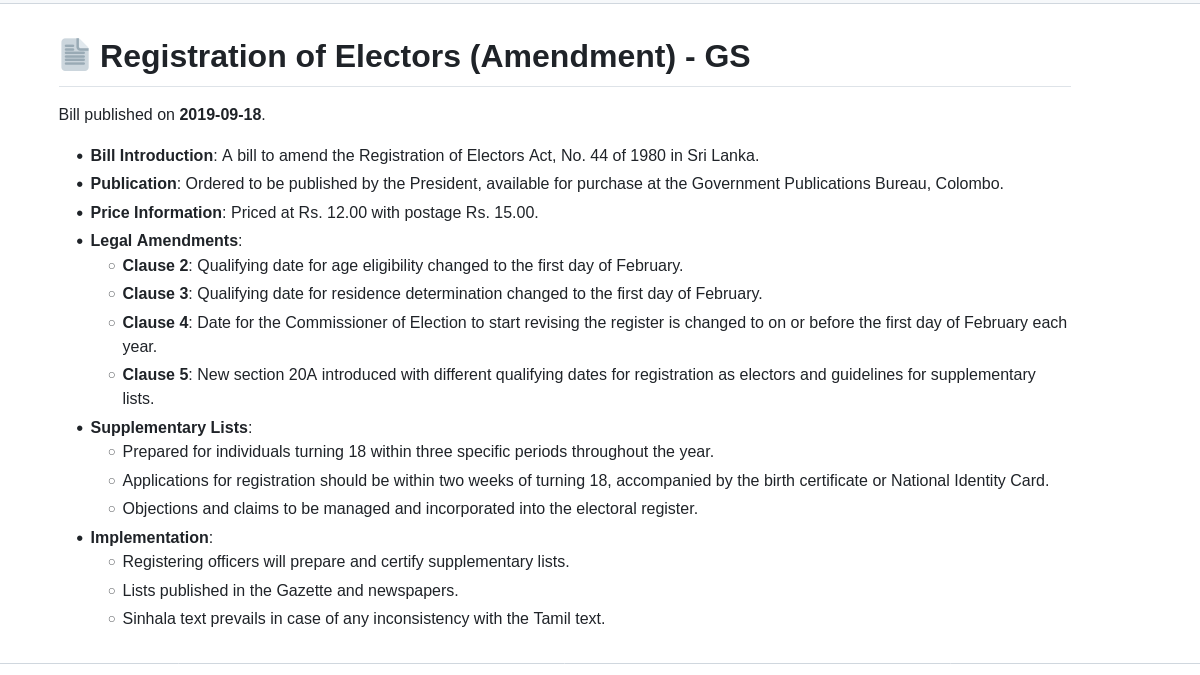 Registration of Electors (Amendment) - GS
Bill published on 2019-09-18.
• Bill Introduction: A bill to amend the Registration of Electors Act, No. 44 of 1980 in Sri Lanka.
• Publication: Ordered to be published by the President, available for purchase at the Government Publications Bureau, Colombo.
• Price Information: Priced at Rs. 12.00 with postage Rs. 15.00.
• Legal Amendments:
○ Clause 2: Qualifying date for age eligibility changed to the first day of February.
○ Clause 3: Qualifying date for residence determination changed to the first day of February.
○ Clause 4: Date for the Commissioner of Election to start revising the register is changed to on or before the first day of February each
year.
○ Clause 5: New section 20A introduced with different qualifying dates for registration as electors and guidelines for supplementary
lists.
• Supplementary Lists:
○ Prepared for individuals turning 18 within three specific periods throughout the year.
○ Applications for registration should be within two weeks of turning 18, accompanied by the birth certificate or National Identity Card.
○ Objections and claims to be managed and incorporated into the electoral register.
• Implementation:
○ Registering officers will prepare and certify supplementary lists.
○ Lists published in the Gazette and newspapers.
○ Sinhala text prevails in case of any inconsistency with the Tamil text.